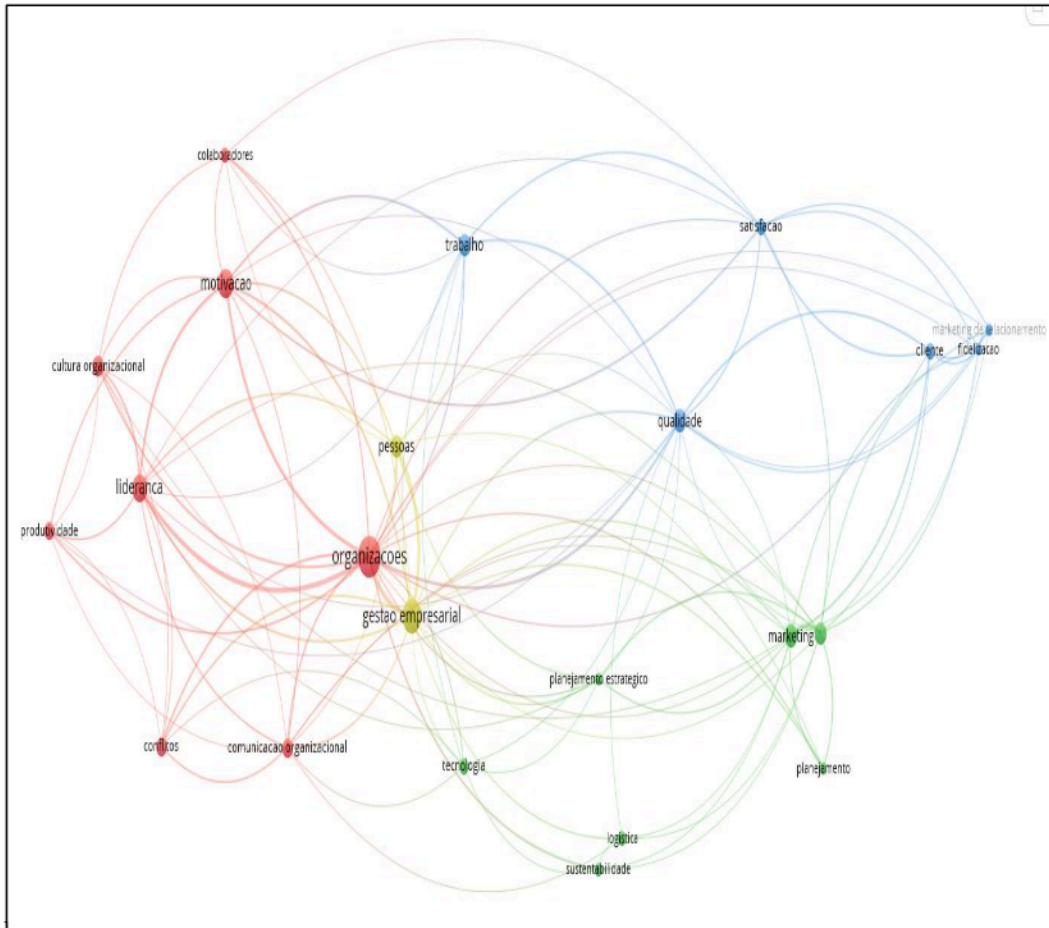 colaboradores
satisfacao
trabalho
motivacao
marketing de relacionamento
fidelizacao
cliente
cultura organizacional
qualidade
pessoas
lideranca
produtividade
organizacoes
gestao empresarial
marketing
planejamento estrategico
conflitos
comunicacao organizacional
tecnologia
planejamento
logistica
sustentabilidade